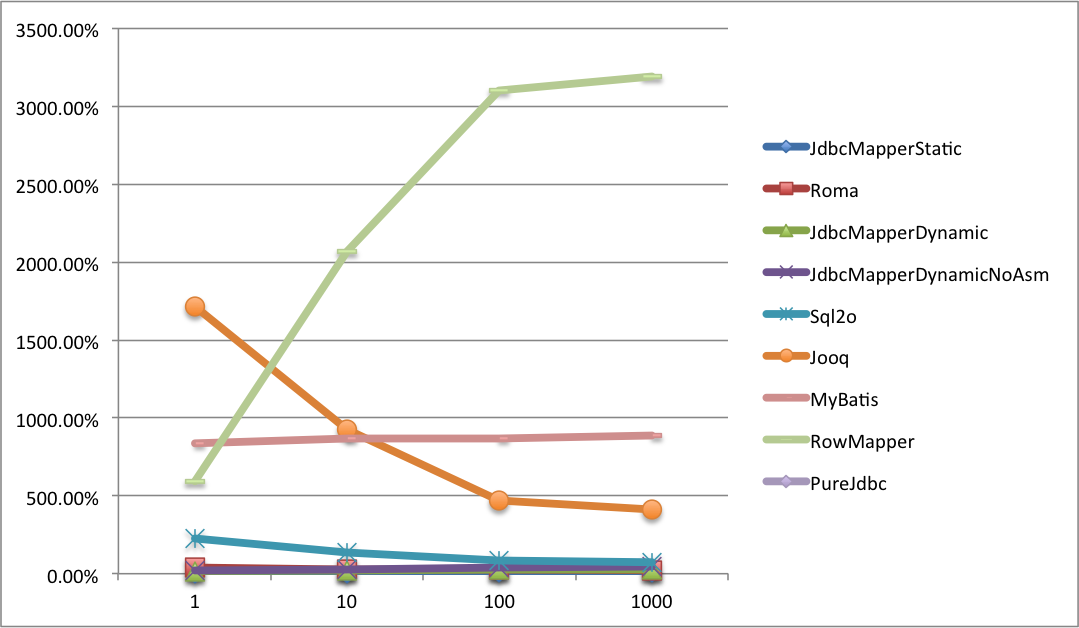 3500.00%
3000.00%
2500.00%
2000.00%
1500.00%
1000.00%
500.00%
0.00%
1 10 100 1000
JdbcMapperStatic
Roma
JdbcMapperDynamic
JdbcMapperDynamicNoAsm
Sql2o
Jooq
MyBatis
RowMapper
PureJdbc